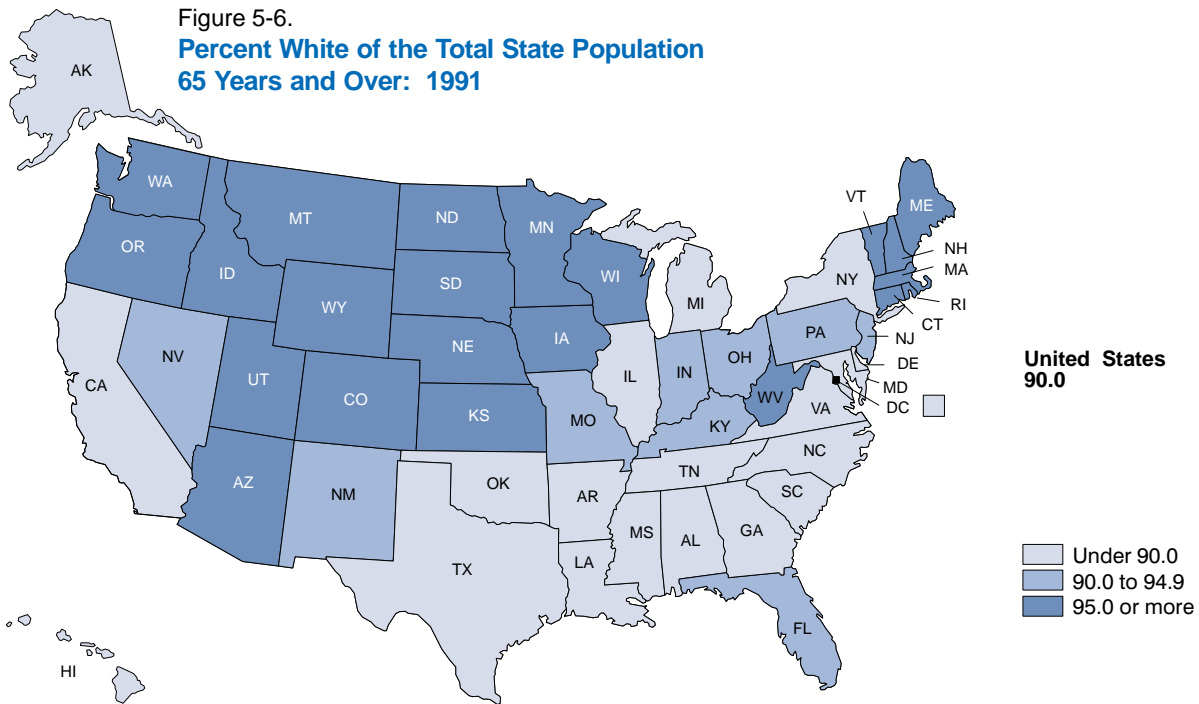 Figure 5-6.
Percent White of the Total State Population
65 Years and Over: 1991
AK
WA
MT
ND
MN
VT
ME
OR
ID
WY
SD
WI
MI
NY
NH
MA
RI
CT
NV
UT
CO
NE
IA
IL
IN
OH
PA
NJ
DE
MD
DC
United States
90.0
CA
AZ
NM
KS
MO
KY
WV
VA
OK
AR
TN
NC
SC
TX
LA
MS
AL
GA
FL
HI
Under 90.0
90.0 to 94.9
95.0 or more